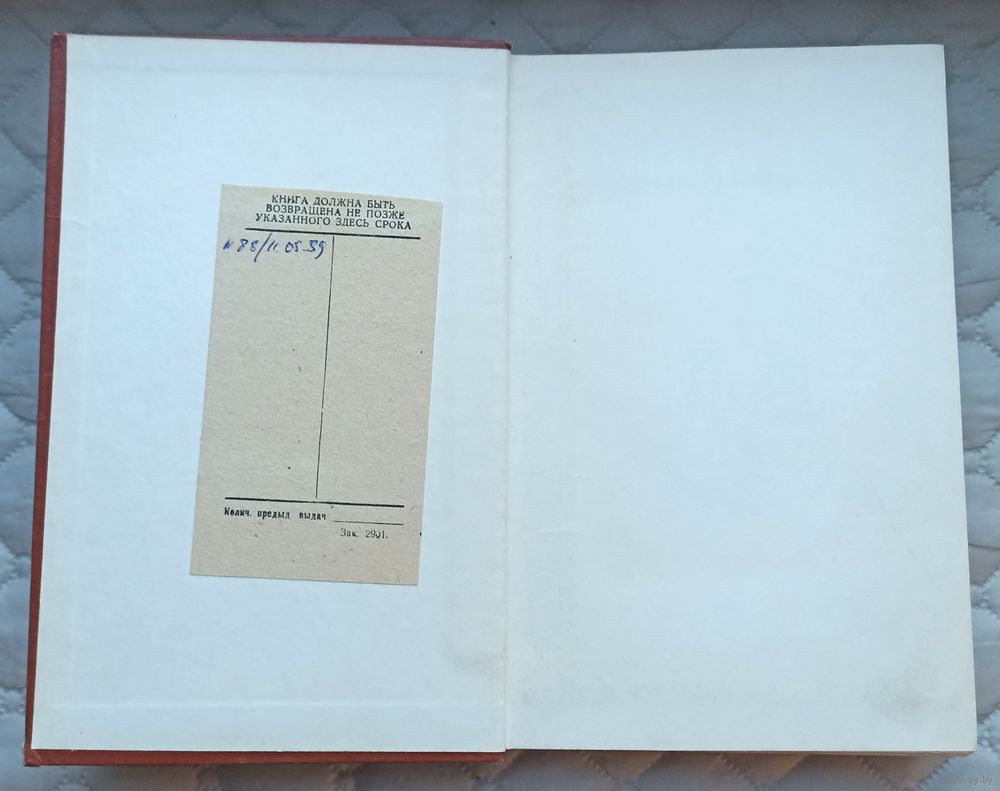 КНИГА ДОЛЖНА БЫТЬ
ВОЗВРАЩЕНА НЕ ПОЗЖЕ
УКАЗАННОГО ЗДЕСЬ СРОКА
Колич. предыд выдач
Зак. 2901.